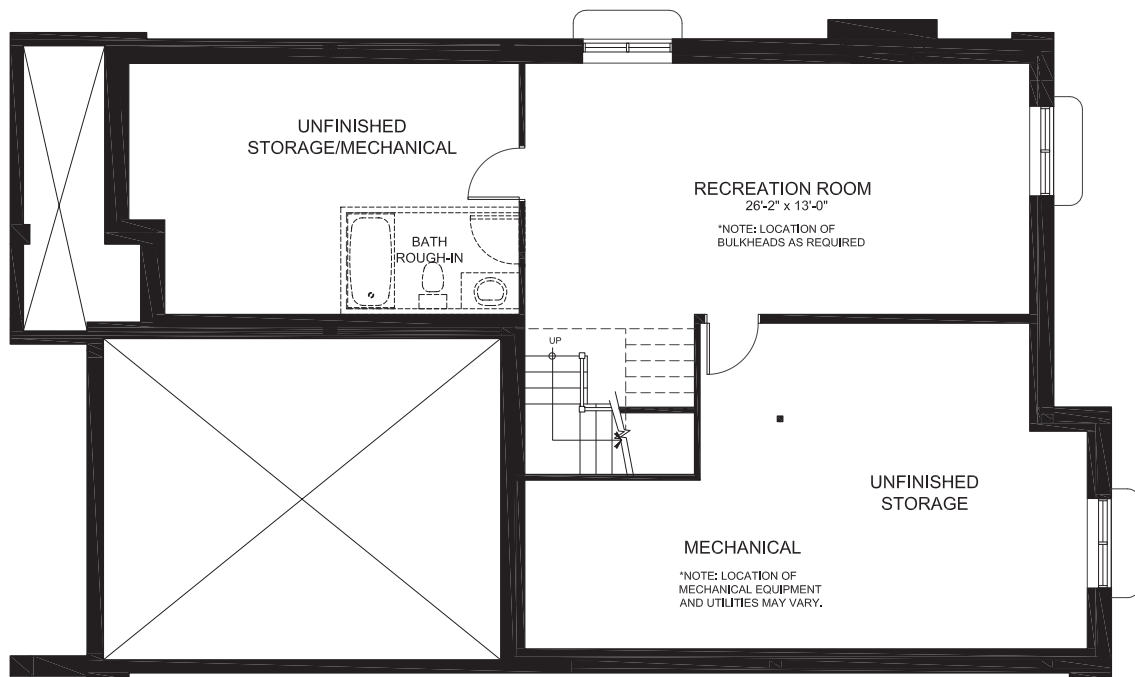 UNFINISHED
STORAGE/MECHANICAL
RECREATION ROOM
26'-2" x 13'-0"
*NOTE: LOCATION OF
BULKHEADS AS REQUIRED
BATH
ROUGH-IN
UP
UNFINISHED
STORAGE
MECHANICAL
*NOTE: LOCATION OF
MECHANICAL EQUIPMENT
AND UTILITIES MAY VARY.